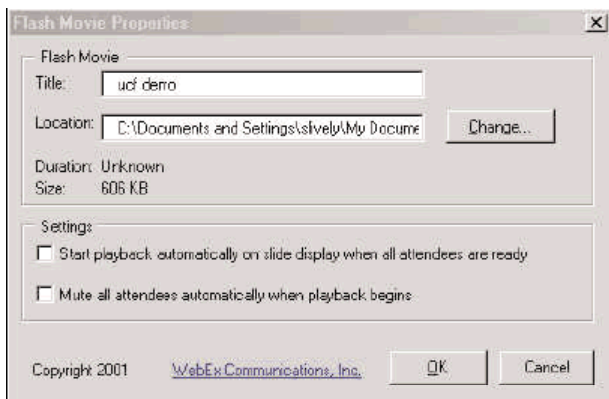 Flash Movie Properties
Flash Movie
Title: ucf demo
Location: C:\Documents and Settings\slively\My Docume
Change...
Duration: Unknown
Size: 606 KB
Settings
Start playback automatically on slide display when all attendees are ready
Mute all attendees automatically when playback begins
Copyright 2001 WebEx Communications, Inc. OK Cancel